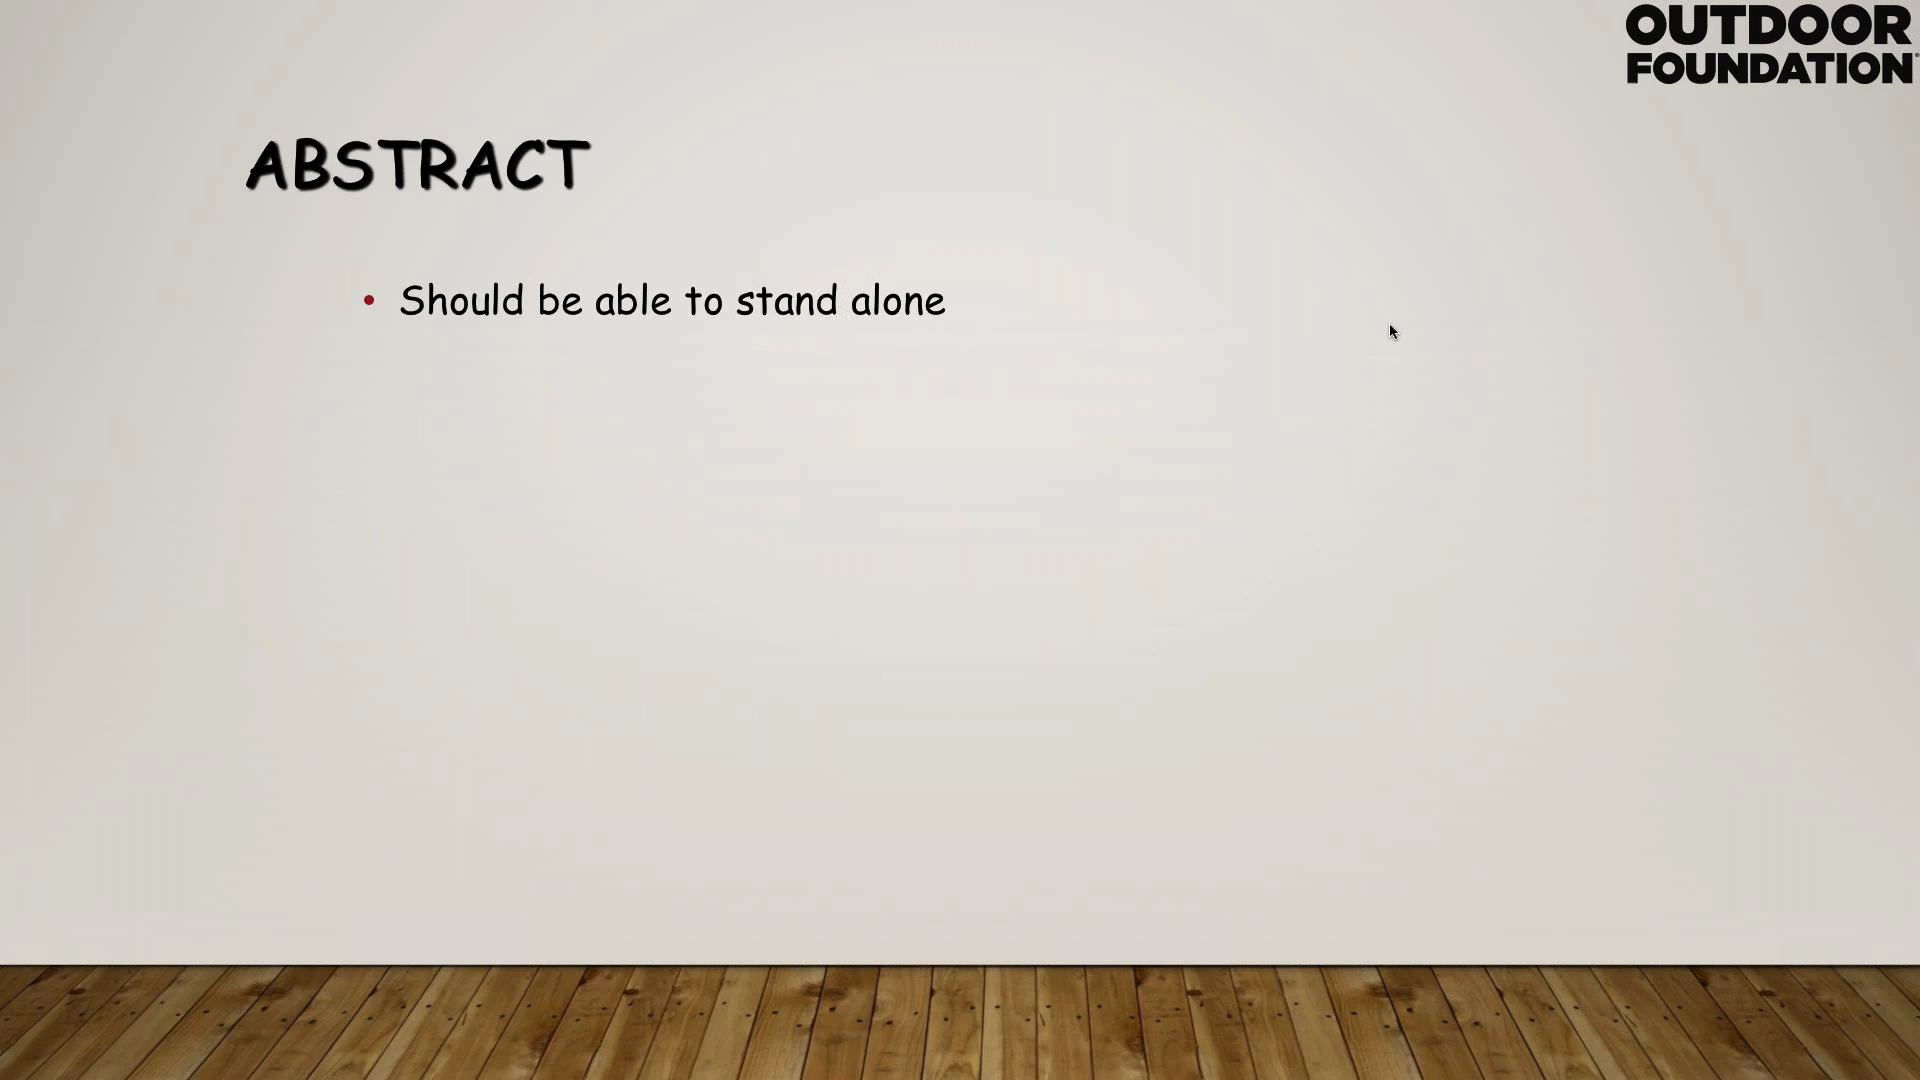 OUTDOOR
FOUNDATION
ABSTRACT
• Should be able to stand alone